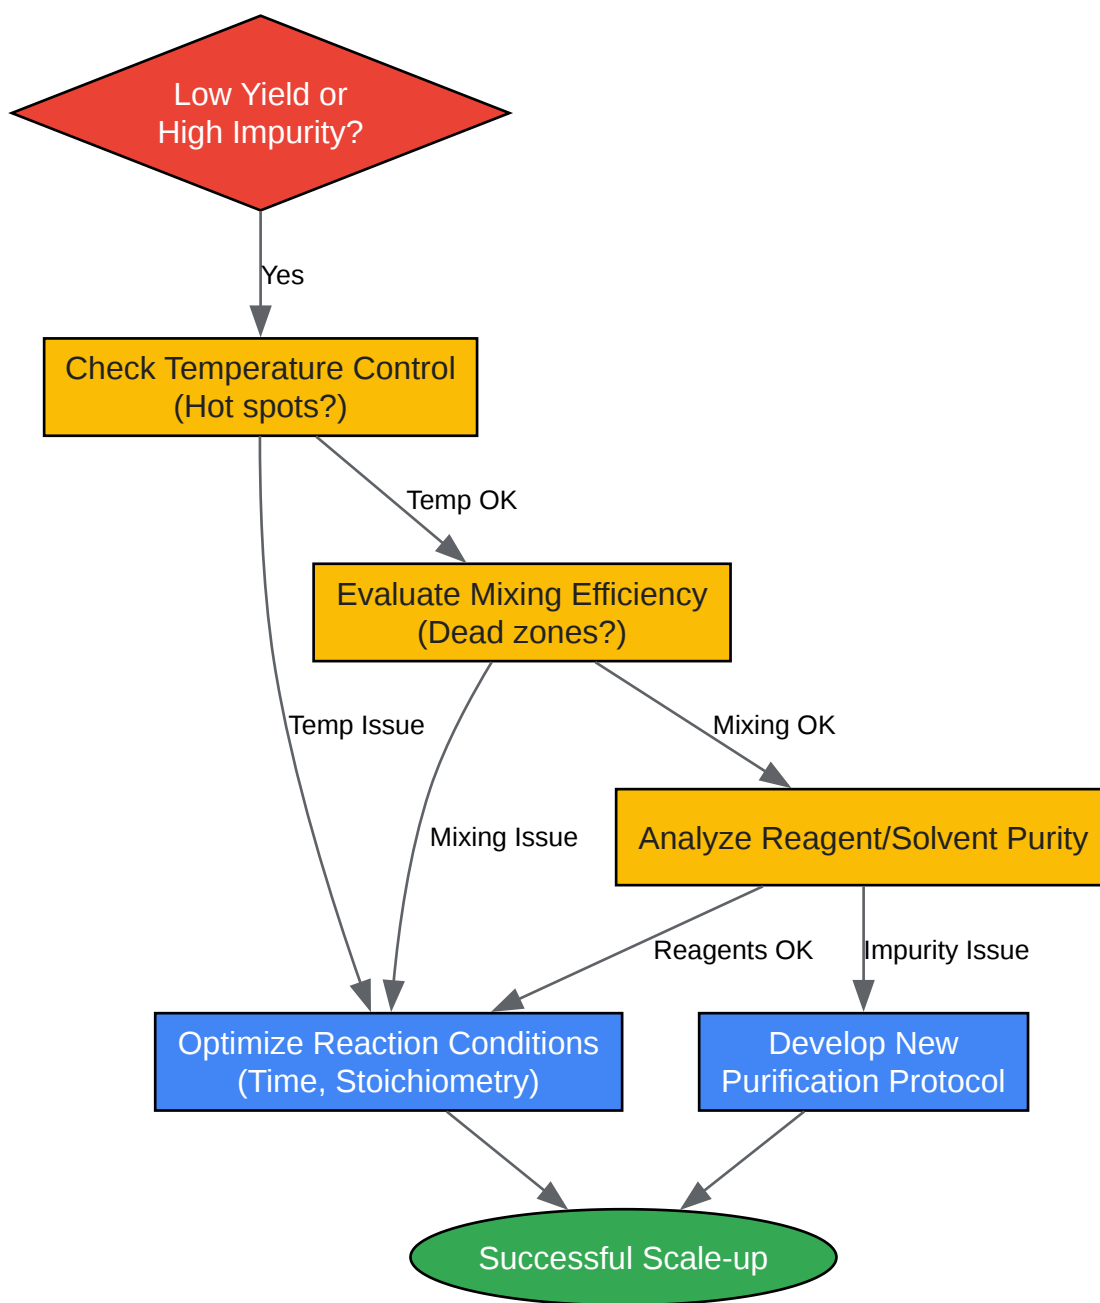 Low Yield or
High Impurity?
Yes
Check Temperature Control
(Hot spots?)
Temp OK
Evaluate Mixing Efficiency
(Dead zones?)
Temp Issue
Mixing OK
Mixing Issue
Analyze Reagent/Solvent Purity
Reagents OK
Impurity Issue
Optimize Reaction Conditions
(Time, Stoichiometry)
Develop New
Purification Protocol
Successful Scale-up